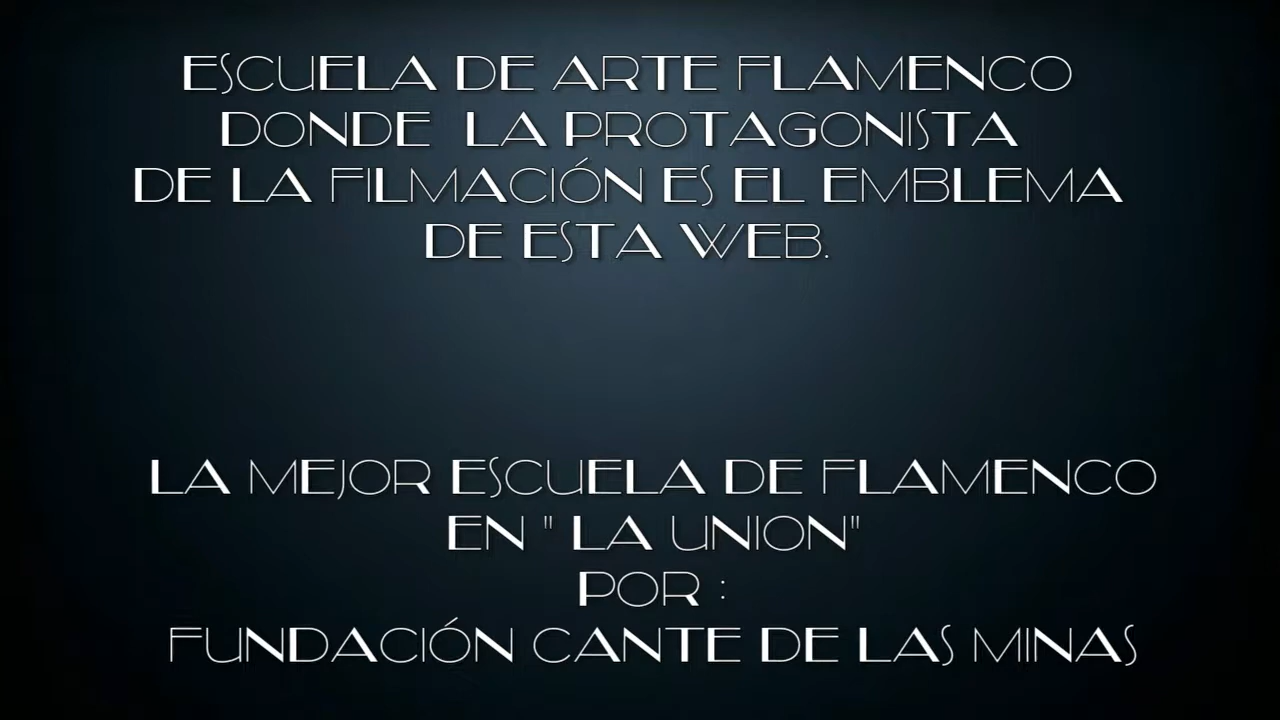 ESCUELA DE ARTE FLAMENCO
DONDE LA PROTAGONISTA
DE LA FILMACIÓN ES EL EMBLEMA
DE ESTA WEB.
LA MEJOR ESCUELA DE FLAMENCO
EN " LA UNION"
POR :
FUNDACIÓN CANTE DE LAS MINAS